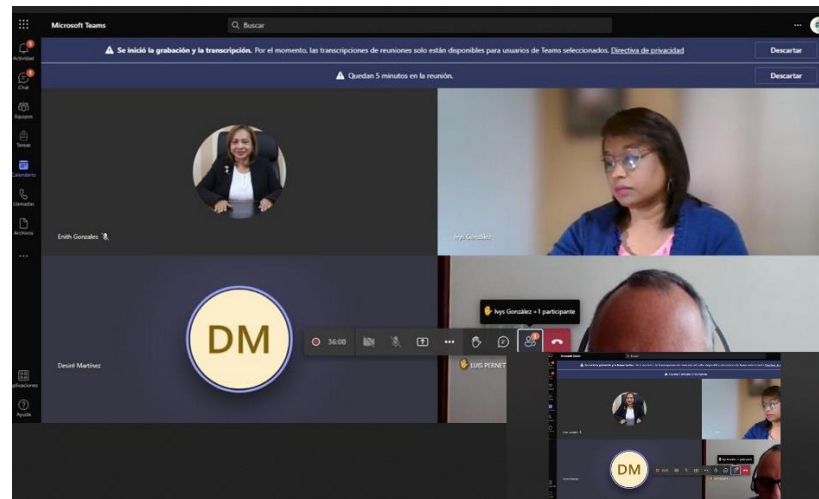 Microsoft Teams
Buscar
Se inició la grabación y la transcripción. Por el momento, las transcripciones de reuniones solo están disponibles para usuarios de Teams seleccionados. Directiva de privacidad
Descartar
Quedan 5 minutos en la reunión.
Descartar
Actividad
Chat
Equipos
Tareas
Calendario
Llamadas
Archivos
Enith Gonzales
Ivys González
Ivys González +1 participante
DM
36:00
Desiré Martínez
LUIS PERNET
Ayuda
DM